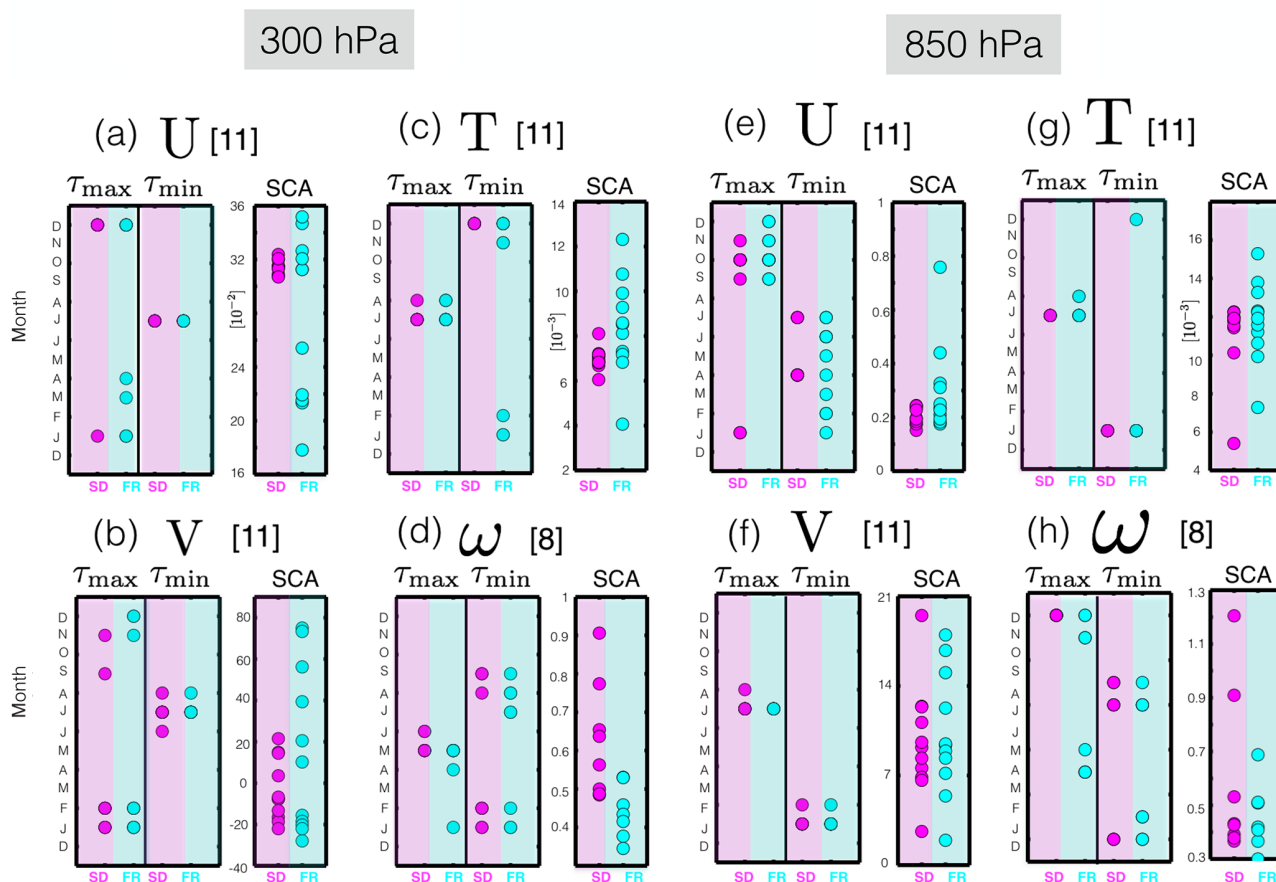 300 hPa
850 hPa
(a) U [11]
τmax τmin SCA
D
N
O
S
A
J
J
M
A
M
F
J
D
Month
36
32
[10⁻²]
24
20
16
SD FR SD FR SD FR
(c) T [11]
τmax τmin SCA
D
N
O
S
A
J
J
M
A
M
F
J
D
14
12
10
[10⁻³]
6
4
2
SD FR SD FR SD FR
(e) U [11]
τmax τmin SCA
D
N
O
S
A
J
J
M
A
M
F
J
D
1
0.8
0.6
0.4
0.2
0
SD FR SD FR SD FR
(g) T [11]
τmax τmin SCA
D
N
O
S
A
J
J
M
A
M
F
J
D
16
14
[10⁻³]
10
8
4
SD FR SD FR SD FR
(b) V [11]
τmax τmin SCA
D
N
O
S
A
J
J
M
A
M
F
J
D
Month
80
60
40
20
0
-20
-40
SD FR SD FR SD FR
(d) ω [8]
τmax τmin SCA
D
N
O
S
A
J
J
M
A
M
F
J
D
1
0.9
0.8
0.7
0.6
0.5
0.4
SD FR SD FR SD FR
(f) V [11]
τmax τmin SCA
D
N
O
S
A
J
J
M
A
M
F
J
D
21
14
7
0
SD FR SD FR SD FR
(h) ω [8]
τmax τmin SCA
D
N
O
S
A
J
J
M
A
M
F
J
D
1.3
1.1
0.9
0.7
0.5
0.3
SD FR SD FR SD FR